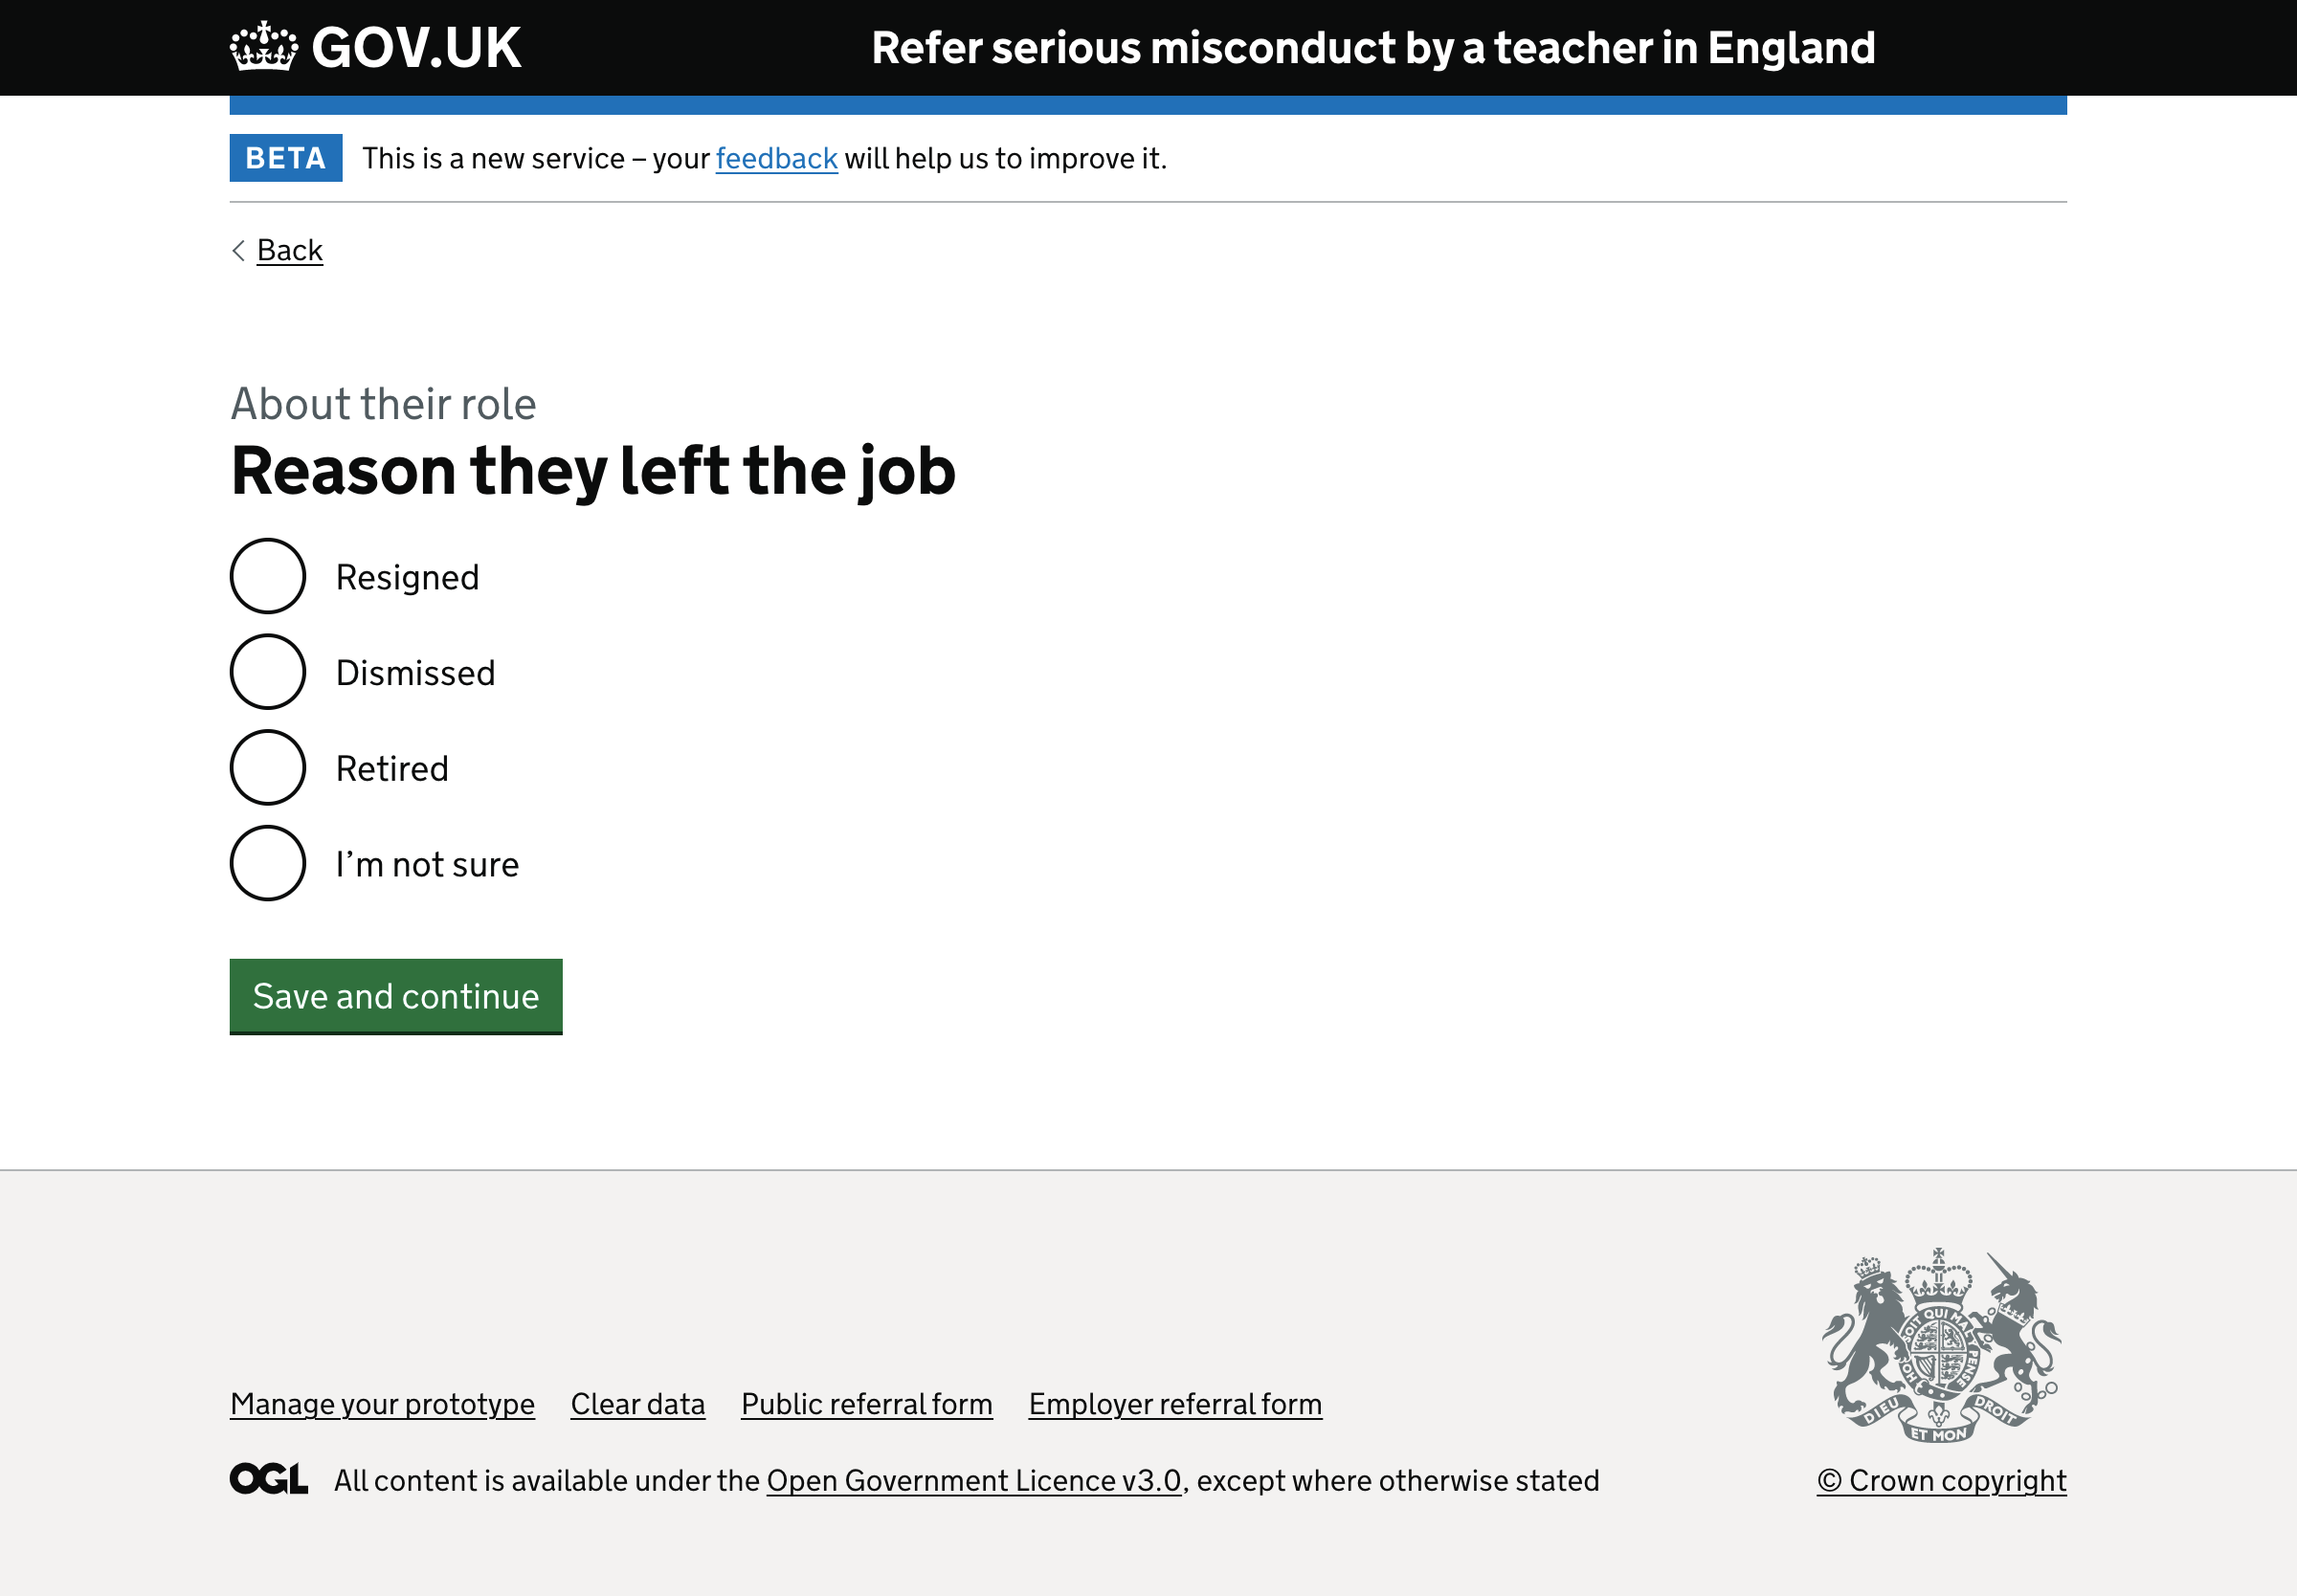 GOV.UK
Refer serious misconduct by a teacher in England
BETA This is a new service – your feedback will help us to improve it.
Back
About their role
Reason they left the job
Resigned
Dismissed
Retired
I’m not sure
Save and continue
Manage your prototype Clear data Public referral form Employer referral form
OGL All content is available under the Open Government Licence v3.0, except where otherwise stated
SOIT QUI MAL Y PENSE
HON
DIEU ET MON DROIT
© Crown copyright